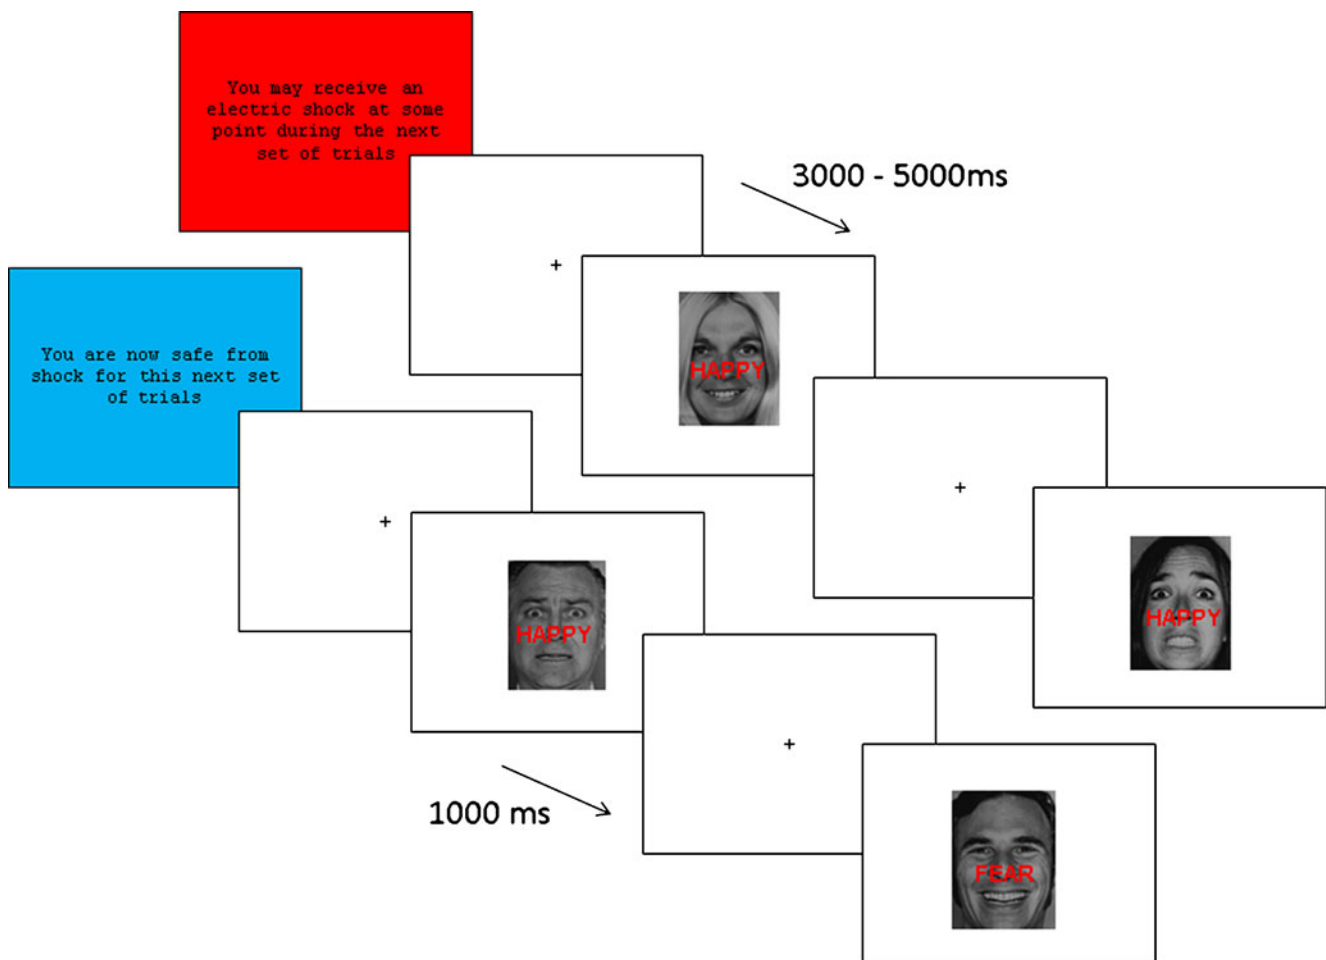 You may receive an
electric shock at some
point during the next
set of trials
3000 - 5000ms
+
HAPPY
You are now safe from
shock for this next set
of trials
+
HAPPY
+
HAPPY
1000 ms
+
FEAR